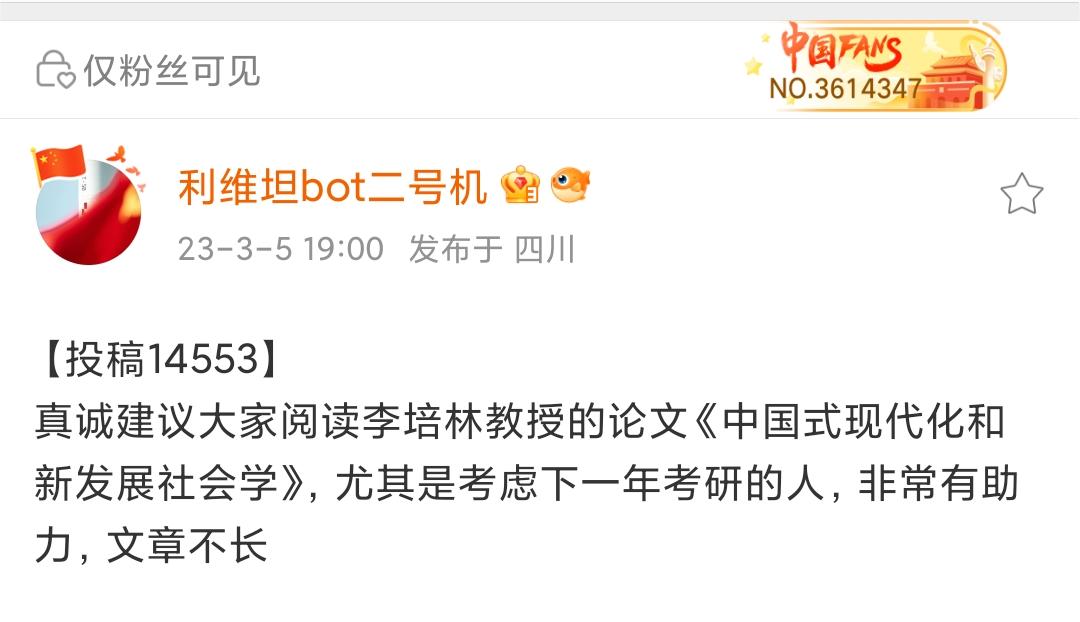 仅粉丝可见
中国FANS
NO.3614347
利维坦bot二号机
23-3-5 19:00 发布于 四川
【投稿14553】
真诚建议大家阅读李培林教授的论文《中国式现代化和
新发展社会学》，尤其是考虑下一年考研的人，非常有助
力，文章不长